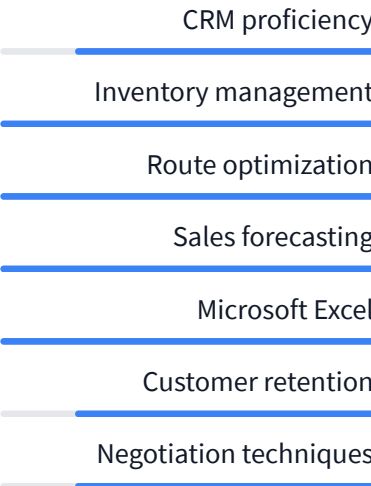 CRM proficiency
Inventory management
Route optimization
Sales forecasting
Microsoft Excel
Customer retention
Negotiation techniques